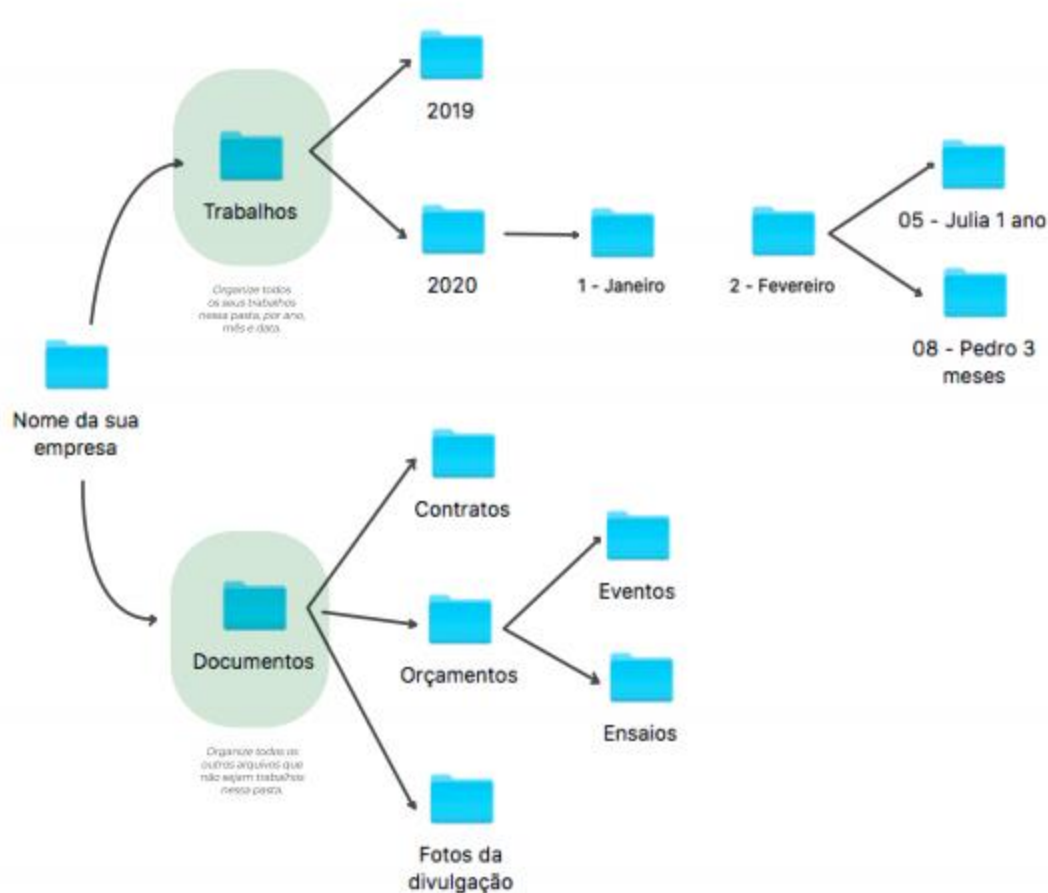 2019
Trabalhos
Organize todos
os seus trabalhos
nessa pasta, por ano,
mês e data.
2020
1 - Janeiro
2 - Fevereiro
05 - Julia 1 ano
08 - Pedro 3
meses
Nome da sua
empresa
Contratos
Documentos
Organize todos os
outros arquivos que
não sejam trabalhos
nessa pasta.
Orçamentos
Eventos
Ensaios
Fotos da
divulgação